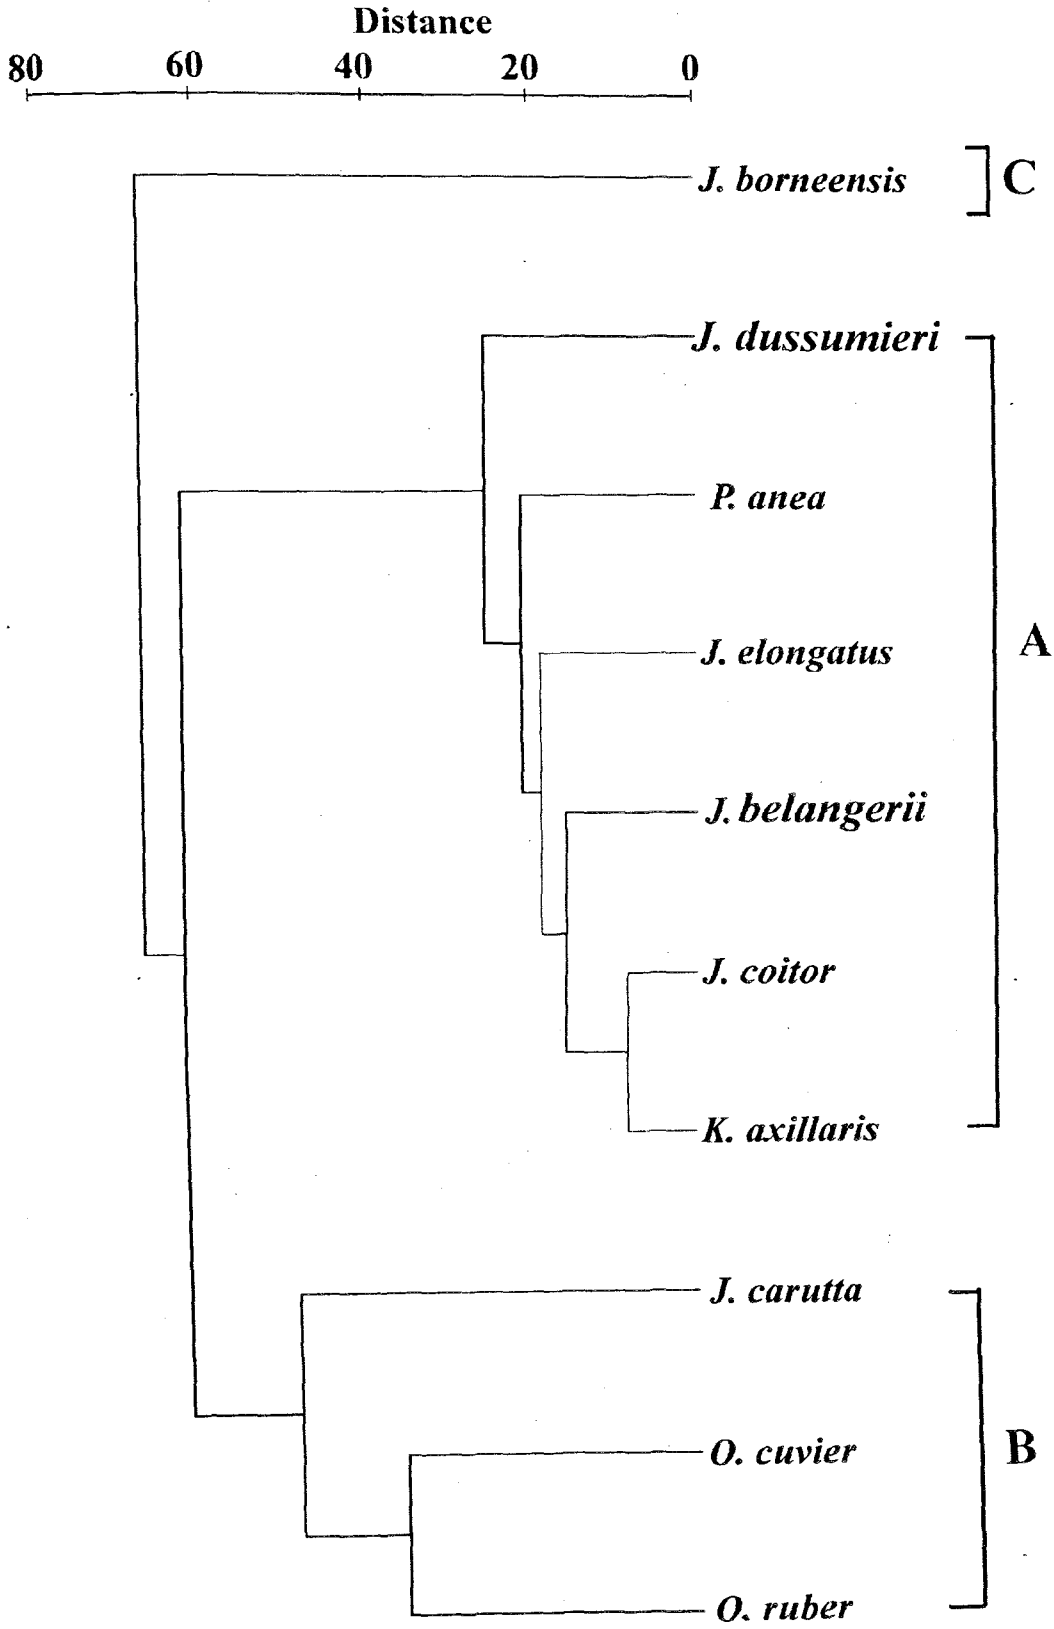 Distance
80 60 40 20 0
J. borneensis C
J. dussumieri
P. anea
J. elongatus A
J. belangerii
J. coitor
K. axillaris
J. carutta
O. cuvier B
O. ruber